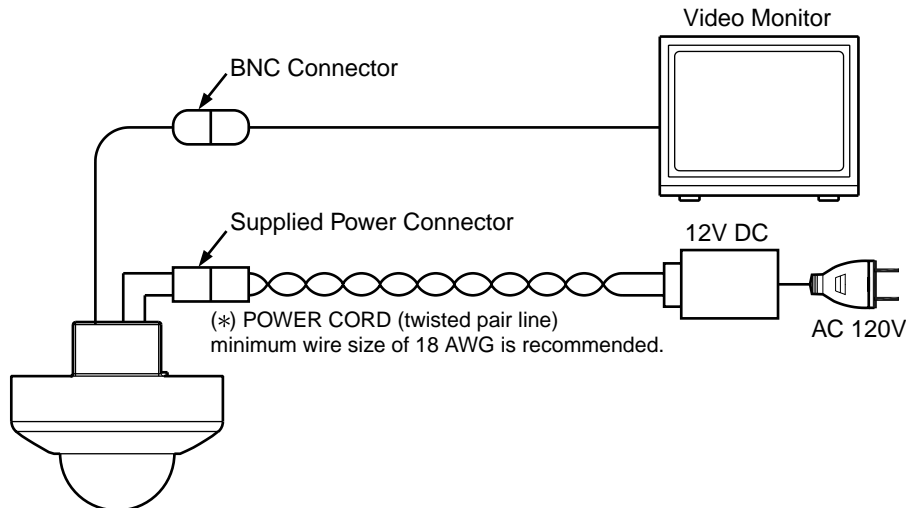 Video Monitor
BNC Connector
Supplied Power Connector
12V DC
(*) POWER CORD (twisted pair line)
minimum wire size of 18 AWG is recommended.
AC 120V